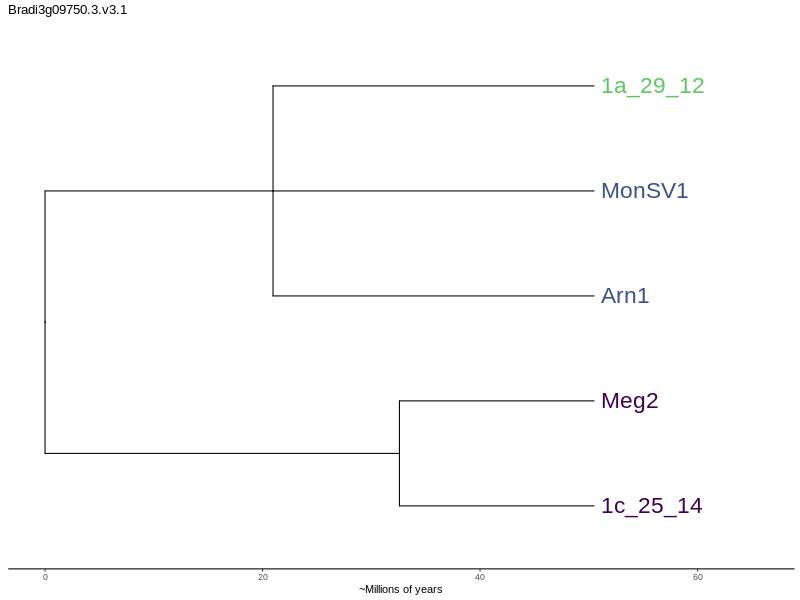 Bradi3g09750.3.v3.1
1a_29_12
MonSV1
Arn1
Meg2
1c_25_14
0 20 40 60
~Millions of years